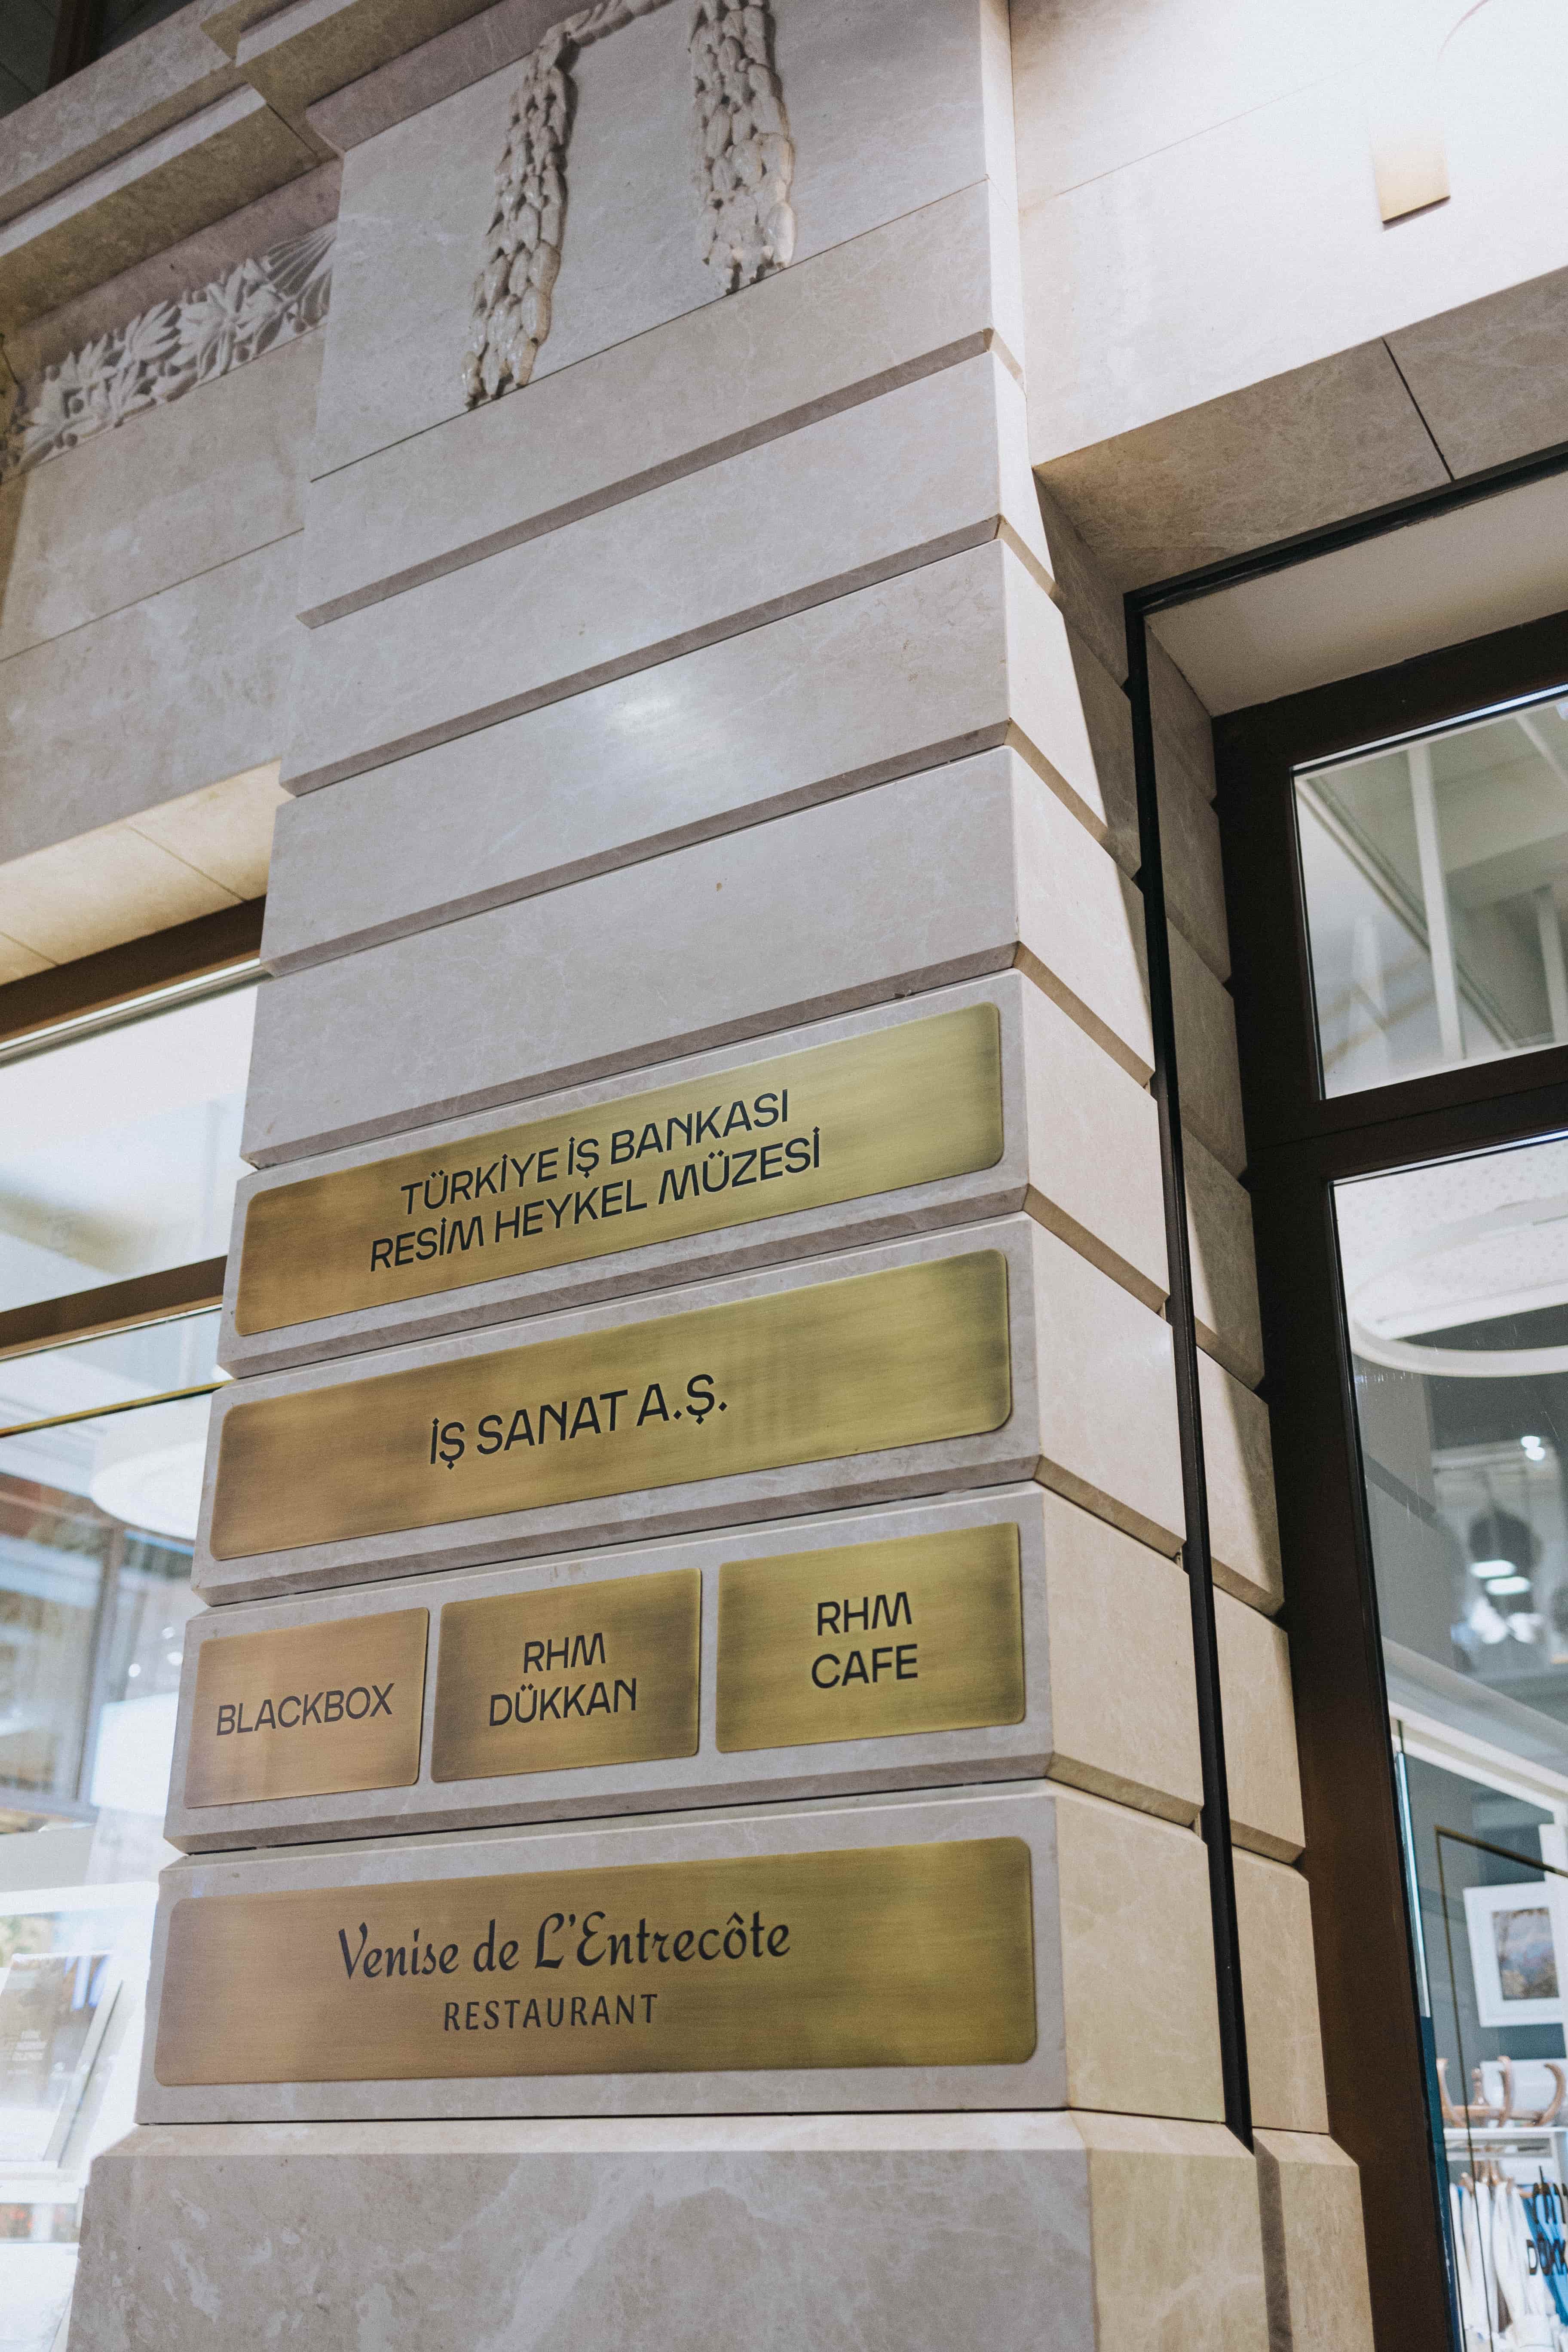 TÜRKİYE İŞ BANKASI
RESİM HEYKEL MÜZESİ
İŞ SANAT A.Ş.
BLACKBOX
RHM
DÜKKAN
RHM
CAFE
Venise de L'Entrecôte
RESTAURANT